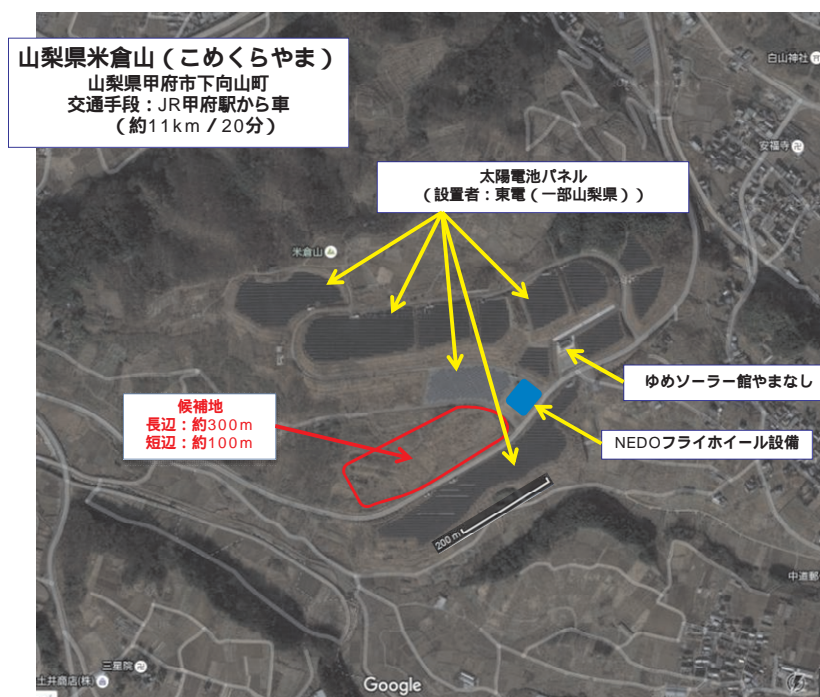 山梨県米倉山（こめくらやま）
山梨県甲府市下向山町
交通手段：JR甲府駅から車
（約11km / 20分）
白山神社
安福寺
太陽電池パネル
（設置者：東電（一部山梨県））
米倉山
ゆめソーラー館やまなし
候補地
長辺：約300m
短辺：約100m
NEDOフライホイール設備
200 m
中道郵
三星院
土井商店(株)
Google